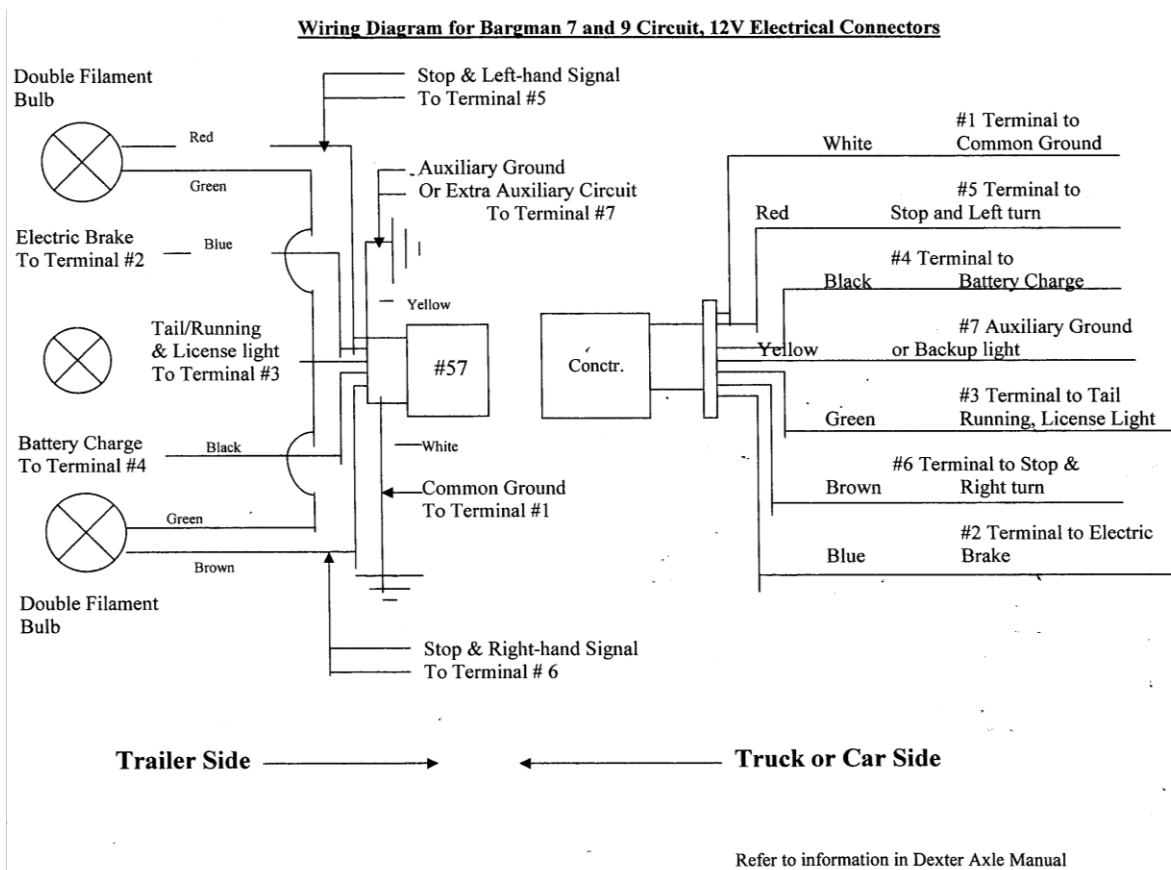 Wiring Diagram for Bargman 7 and 9 Circuit, 12V Electrical Connectors
Double Filament
Bulb
Red
Green
Stop & Left-hand Signal
To Terminal #5
Auxiliary Ground
Or Extra Auxiliary Circuit
To Terminal #7
Electric Brake
To Terminal #2
Blue
Yellow
Tail/Running
& License light
To Terminal #3
#57
Battery Charge
To Terminal #4
Black
White
Common Ground
To Terminal #1
Green
Brown
Double Filament
Bulb
Stop & Right-hand Signal
To Terminal # 6
Conctr.
White
#1 Terminal to
Common Ground
Red
#5 Terminal to
Stop and Left turn
Black
#4 Terminal to
Battery Charge
Yellow
#7 Auxiliary Ground
or Backup light
Green
#3 Terminal to Tail
Running, License Light
Brown
#6 Terminal to Stop &
Right turn
Blue
#2 Terminal to Electric
Brake
Trailer Side
Truck or Car Side
Refer to information in Dexter Axle Manual